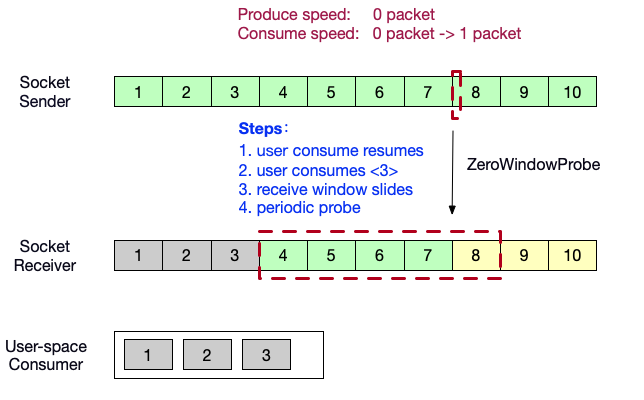 Produce speed: 0 packet
Consume speed: 0 packet -> 1 packet
Socket
Sender
1 2 3 4 5 6 7 8 9 10
Steps:
1. user consume resumes
2. user consumes <3>
3. receive window slides
4. periodic probe
ZeroWindowProbe
Socket
Receiver
1 2 3 4 5 6 7 8 9 10
User-space
Consumer
1 2 3